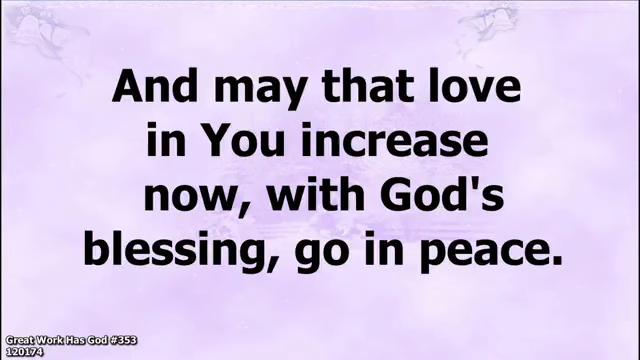 And may that love
in You increase
now, with God's
blessing, go in peace.
Great Work Has God #353
120174